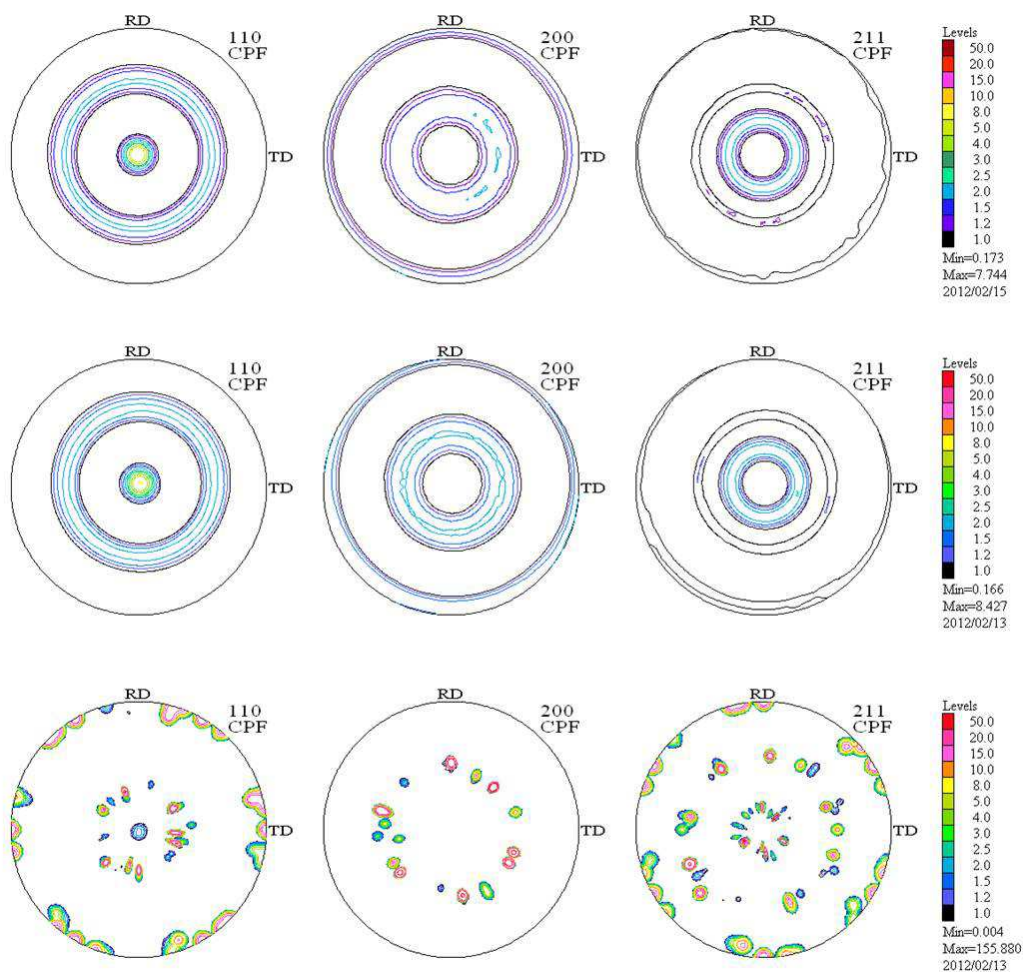 RD
RD
RD
110
CPF
200
CPF
211
CPF
TD
TD
TD
Levels
50.0
20.0
15.0
10.0
8.0
5.0
4.0
3.0
2.5
2.0
1.5
1.2
1.0
Min=0.173
Max=7.744
2012/02/15
RD
RD
RD
110
CPF
200
CPF
211
CPF
TD
TD
TD
Levels
50.0
20.0
15.0
10.0
8.0
5.0
4.0
3.0
2.5
2.0
1.5
1.2
1.0
Min=0.166
Max=8.427
2012/02/13
RD
RD
RD
110
CPF
200
CPF
211
CPF
TD
TD
TD
Levels
50.0
20.0
15.0
10.0
8.0
5.0
4.0
3.0
2.5
2.0
1.5
1.2
1.0
Min=0.004
Max=155.880
2012/02/13